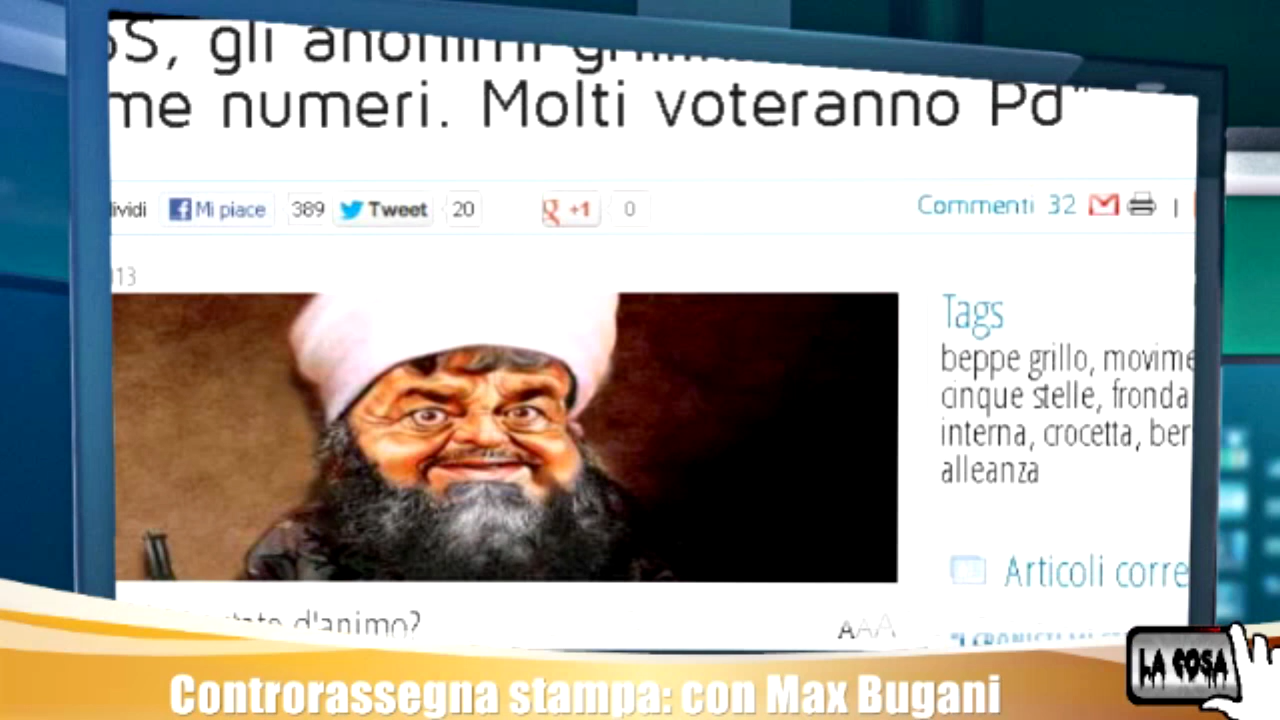 gli anonimi
me numeri. Molti voteranno Pd"
ividi Mi piace 389 Tweet 20 +1 0 Commenti 32 |
13
Tags
beppe grillo, movime
cinque stelle, fronda
interna, crocetta, ber
alleanza
Articoli corre
d'animo?
AAA
Controrassegna stampa: con Max Bugani
LA COSA